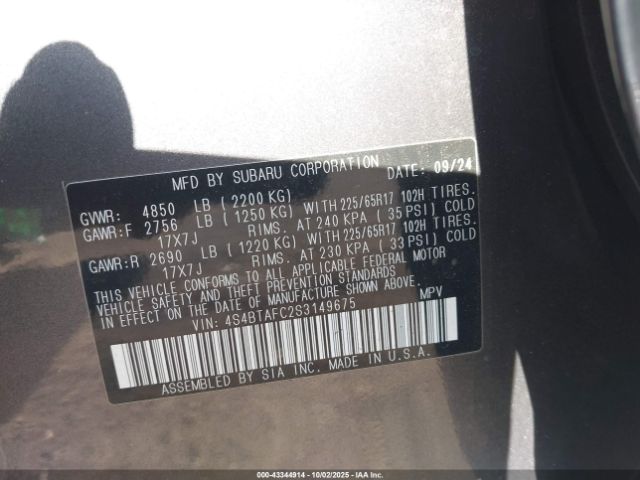 MFD BY SUBARU CORPORATION DATE: 09/24
GVWR: 4850 LB ( 2200 KG)
GAWR:F 2756 LB ( 1250 KG) WITH 225/65R17 102H TIRES.
17X7J RIMS. AT 240 KPA ( 35 PSI) COLD
GAWR:R 2690 LB ( 1220 KG) WITH 225/65R17 102H TIRES.
17X7J RIMS. AT 230 KPA ( 33 PSI) COLD
THIS VEHICLE CONFORMS TO ALL APPLICABLE FEDERAL MOTOR
VEHICLE SAFETY AND THEFT PREVENTION STANDARDS
IN EFFECT ON THE DATE OF MANUFACTURE SHOWN ABOVE.
VIN: 4S4BTAFC2S3149675 MPV
ASSEMBLED BY SIA INC. MADE IN U.S.A.
000-43344914 - 10/02/2025 - IAAI.COM